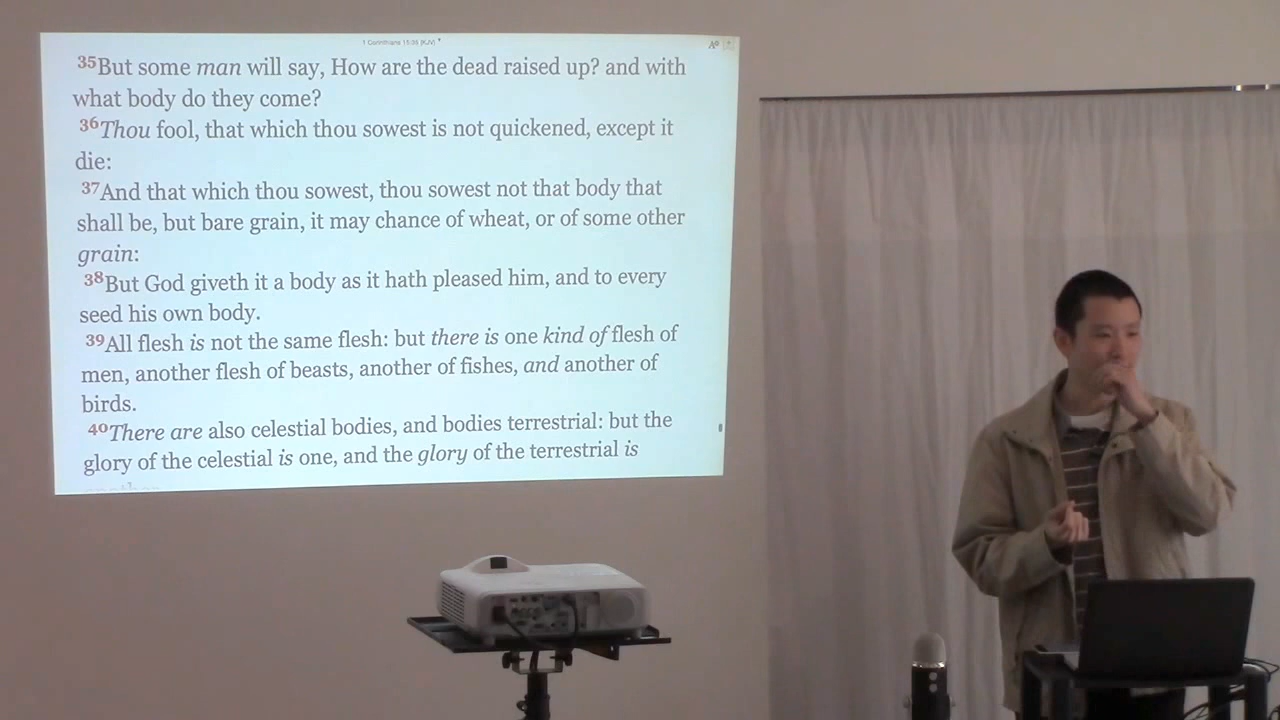 1 Corinthians 15:35 (KJV)
35But some man will say, How are the dead raised up? and with
what body do they come?
36Thou fool, that which thou sowest is not quickened, except it
die:
37And that which thou sowest, thou sowest not that body that
shall be, but bare grain, it may chance of wheat, or of some other
grain:
38But God giveth it a body as it hath pleased him, and to every
seed his own body.
39All flesh is not the same flesh: but there is one kind of flesh of
men, another flesh of beasts, another of fishes, and another of
birds.
40There are also celestial bodies, and bodies terrestrial: but the
glory of the celestial is one, and the glory of the terrestrial is